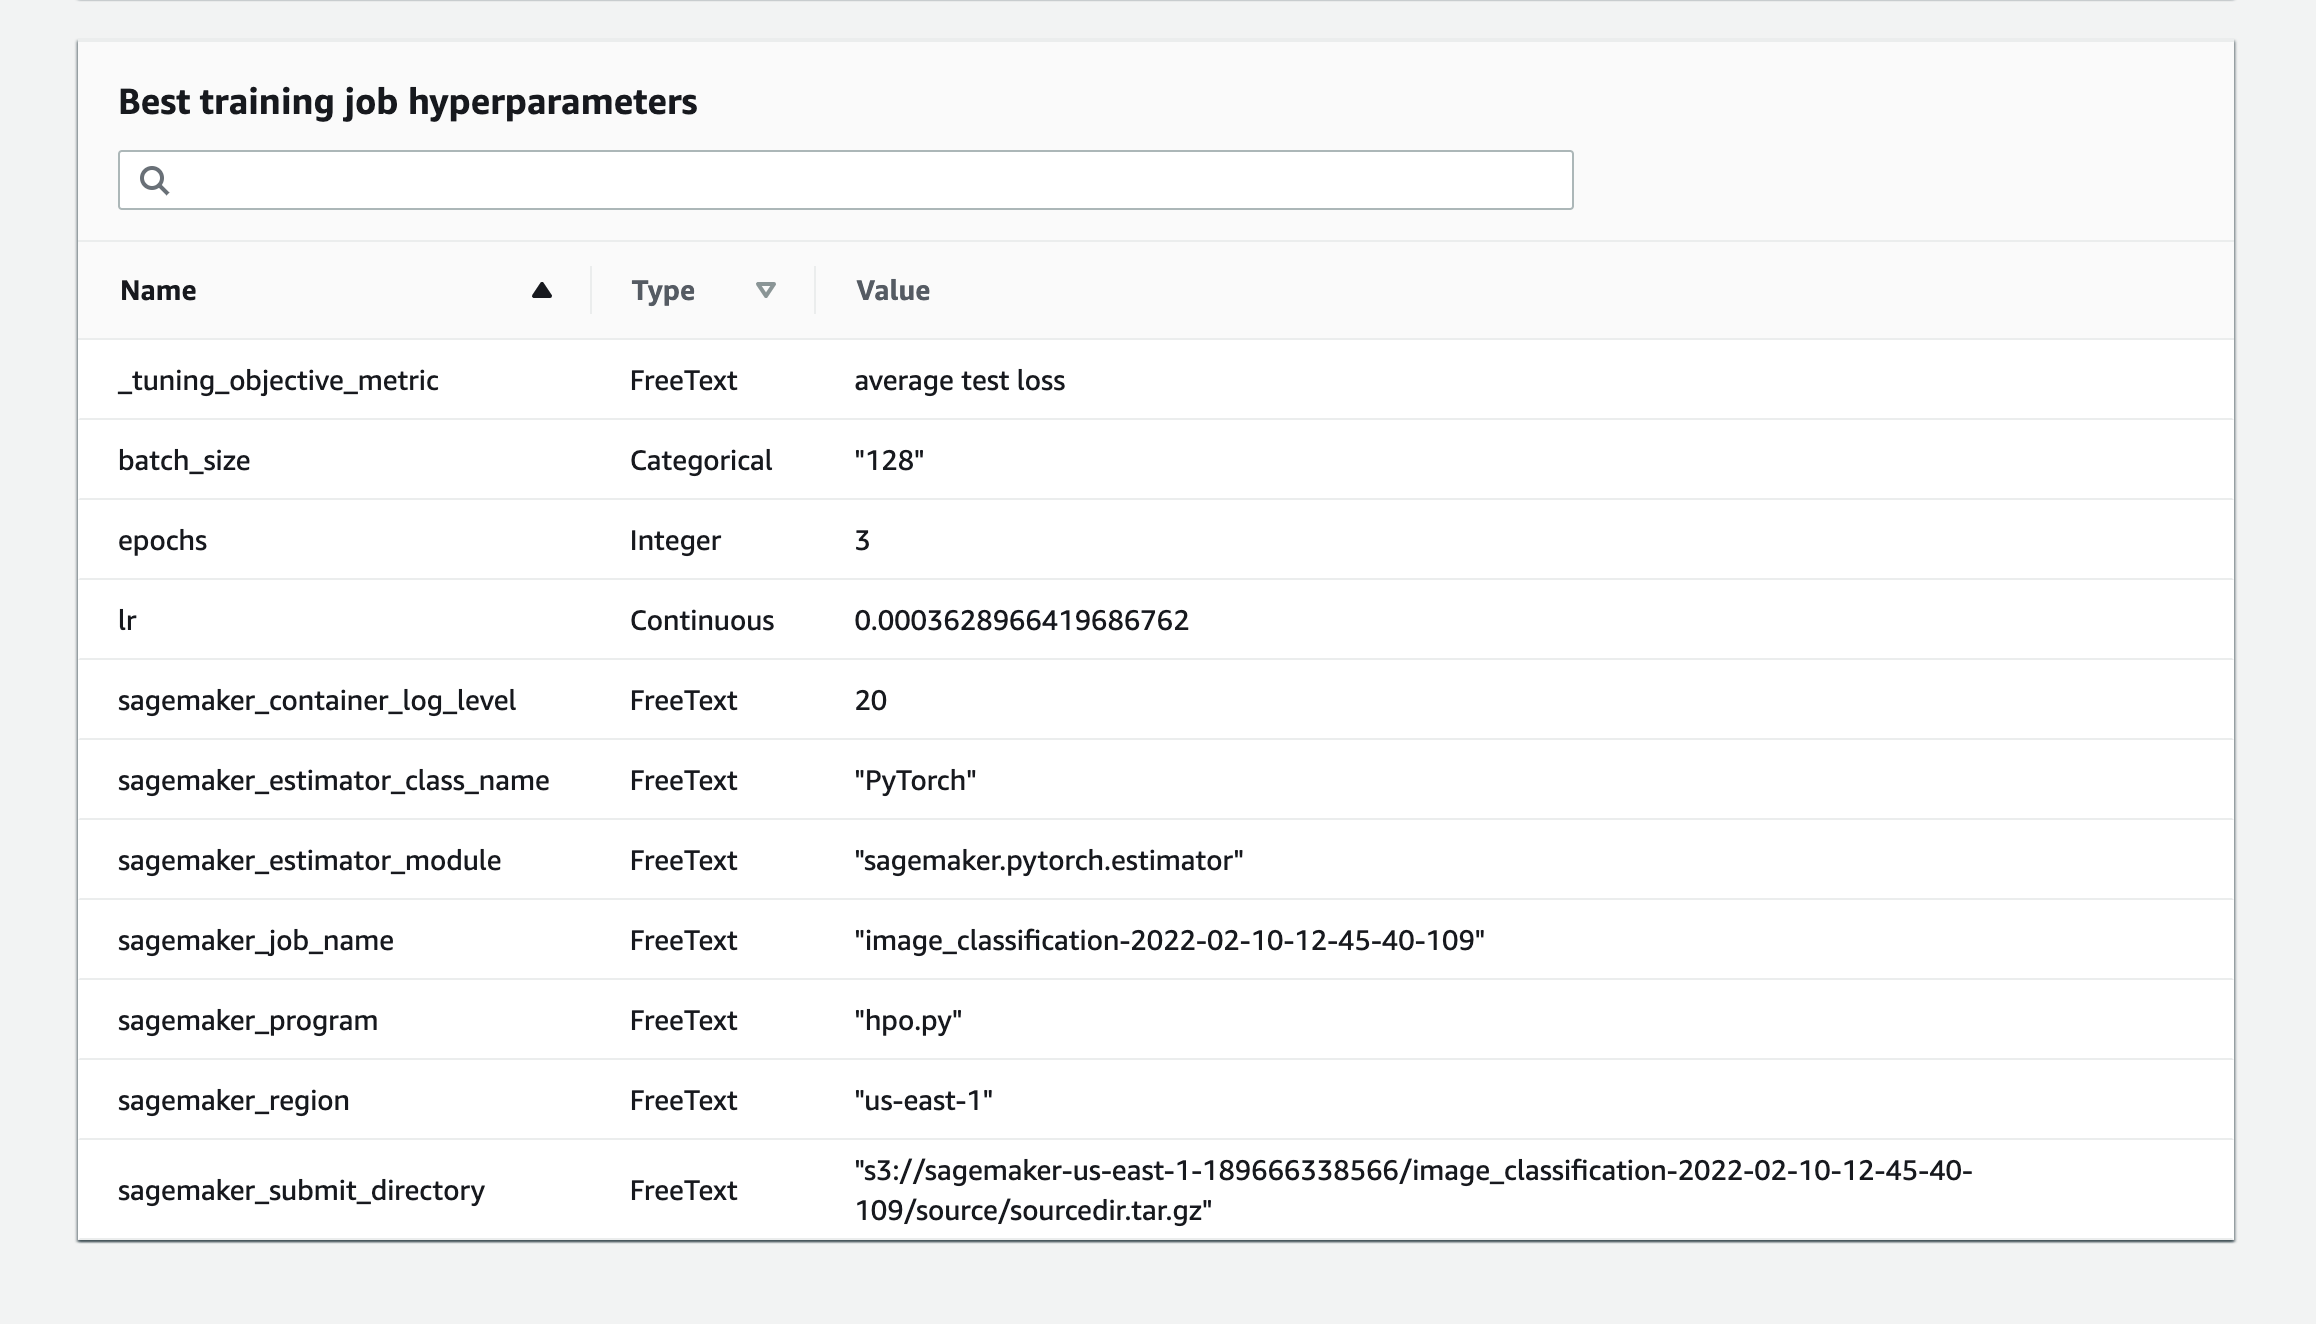 Best training job hyperparameters
Name Type Value
_tuning_objective_metric FreeText average test loss
batch_size Categorical "128"
epochs Integer 3
lr Continuous 0.0003628966419686762
sagemaker_container_log_level FreeText 20
sagemaker_estimator_class_name FreeText "PyTorch"
sagemaker_estimator_module FreeText "sagemaker.pytorch.estimator"
sagemaker_job_name FreeText "image_classification-2022-02-10-12-45-40-109"
sagemaker_program FreeText "hpo.py"
sagemaker_region FreeText "us-east-1"
sagemaker_submit_directory FreeText "s3://sagemaker-us-east-1-189666338566/image_classification-2022-02-10-12-45-40-
109/source/sourcedir.tar.gz"